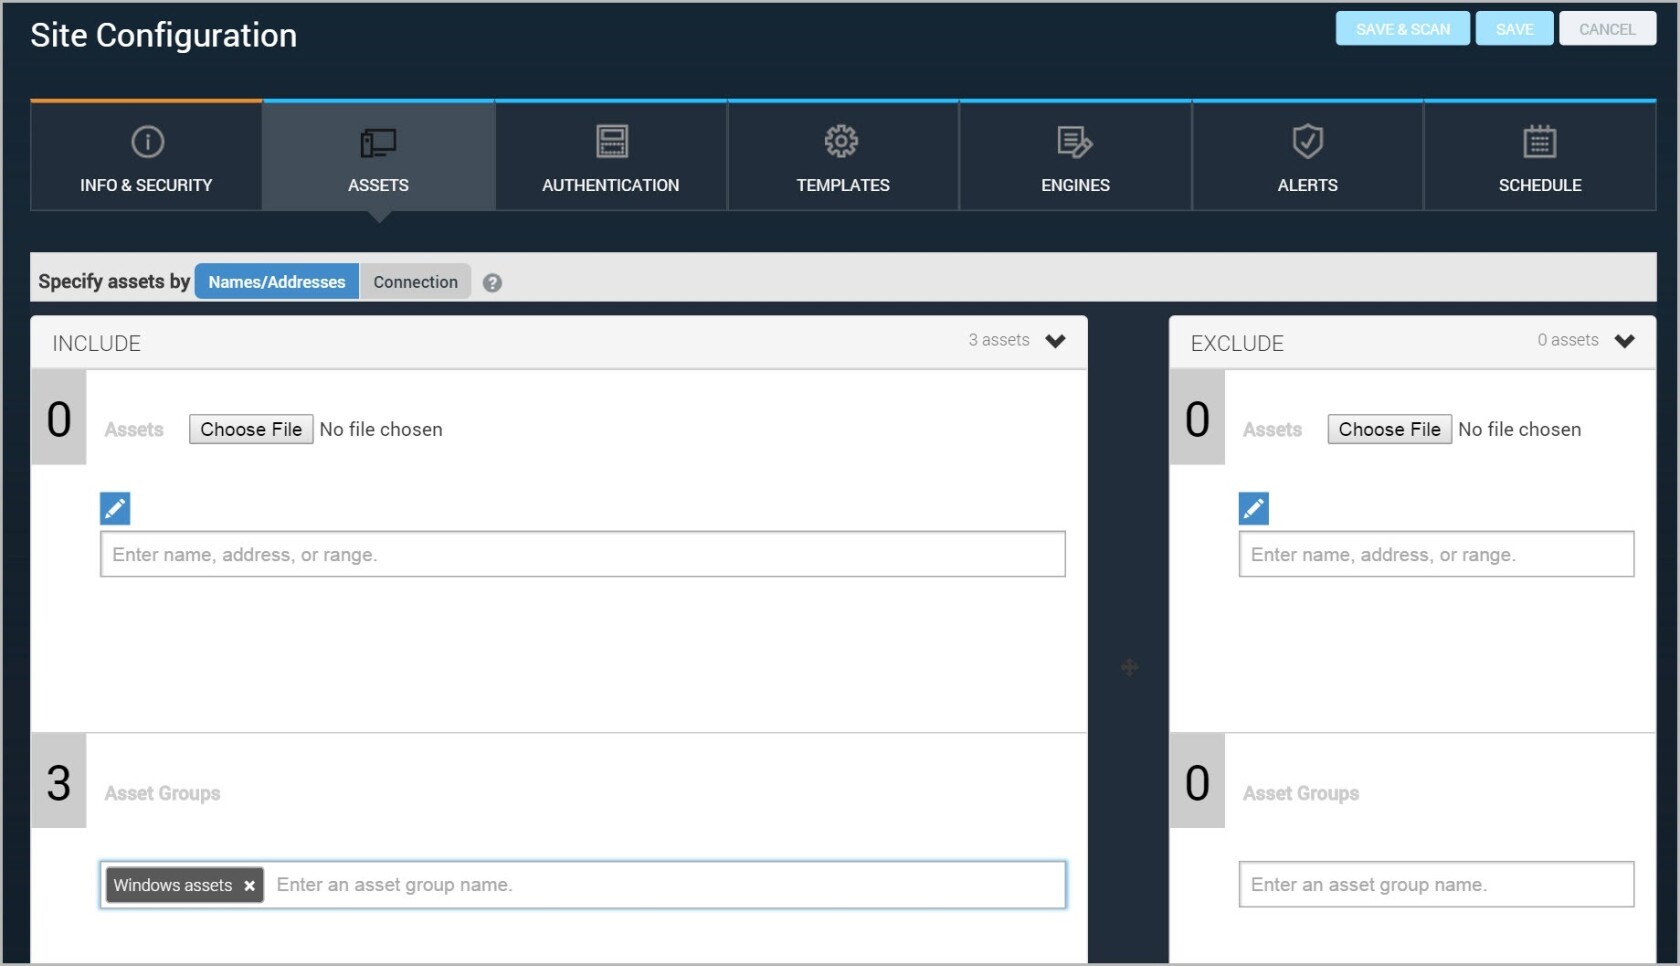 Site Configuration
SAVE & SCAN
SAVE
CANCEL
INFO & SECURITY
ASSETS
AUTHENTICATION
TEMPLATES
ENGINES
ALERTS
SCHEDULE
Specify assets by Names/Addresses Connection ?
INCLUDE 3 assets
0 Assets Choose File No file chosen
Enter name, address, or range.
3 Asset Groups
Windows assets × Enter an asset group name.
EXCLUDE 0 assets
0 Assets Choose File No file chosen
Enter name, address, or range.
0 Asset Groups
Enter an asset group name.